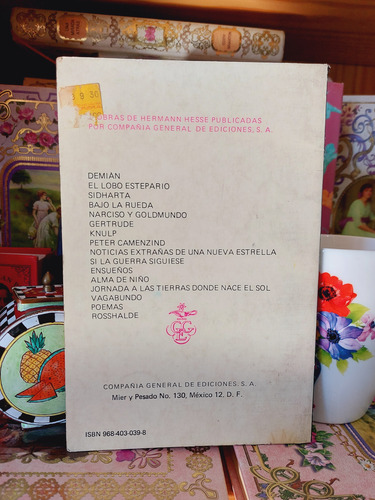 9 50
OBRAS DE HERMANN HESSE PUBLICADAS
POR COMPAÑIA GENERAL DE EDICIONES, S. A.
DEMIAN
EL LOBO ESTEPARIO
SIDHARTA
BAJO LA RUEDA
NARCISO Y GOLDMUNDO
GERTRUDE
KNULP
PETER CAMENZIND
NOTICIAS EXTRAÑAS DE UNA NUEVA ESTRELLA
SI LA GUERRA SIGUIESE
ENSUEÑOS
ALMA DE NIÑO
JORNADA A LAS TIERRAS DONDE NACE EL SOL
VAGABUNDO
POEMAS
ROSSHALDE
COMPAÑIA GENERAL DE EDICIONES, S. A.
Mier y Pesado No. 130, México 12, D. F.
ISBN 968-403-039-8